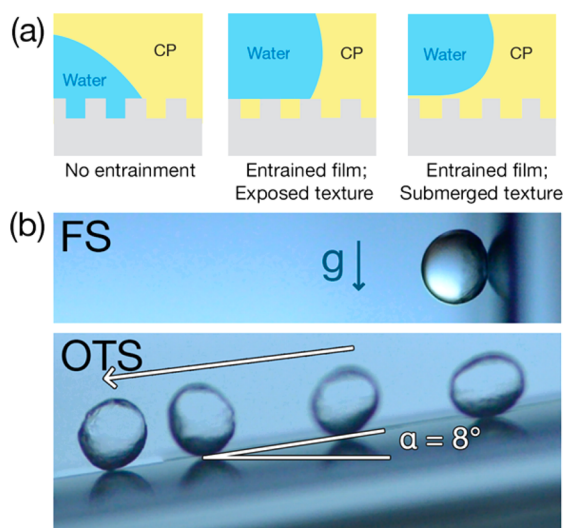 (a)
CP
Water
Water
CP
Water
CP
No entrainment
Entrained film;
Exposed texture
Entrained film;
Submerged texture
(b)
FS
g
OTS
α = 8°